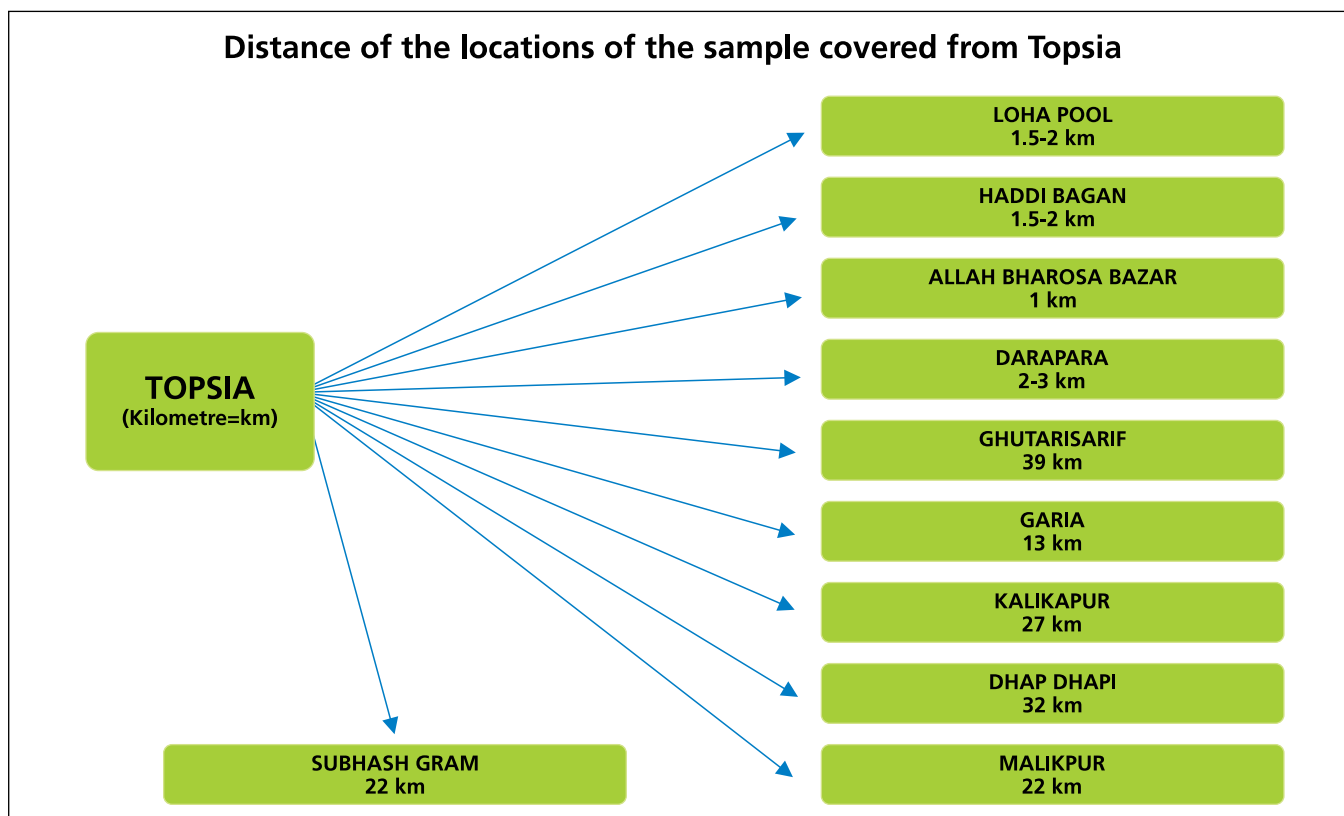 Distance of the locations of the sample covered from Topsia
TOPSIA
(Kilometre=km)
LOHA POOL
1.5-2 km
HADDI BAGAN
1.5-2 km
ALLAH BHAROSA BAZAR
1 km
DARAPARA
2-3 km
GHUTARISARIF
39 km
GARIA
13 km
KALIKAPUR
27 km
DHAP DHAPI
32 km
MALIKPUR
22 km
SUBHASH GRAM
22 km